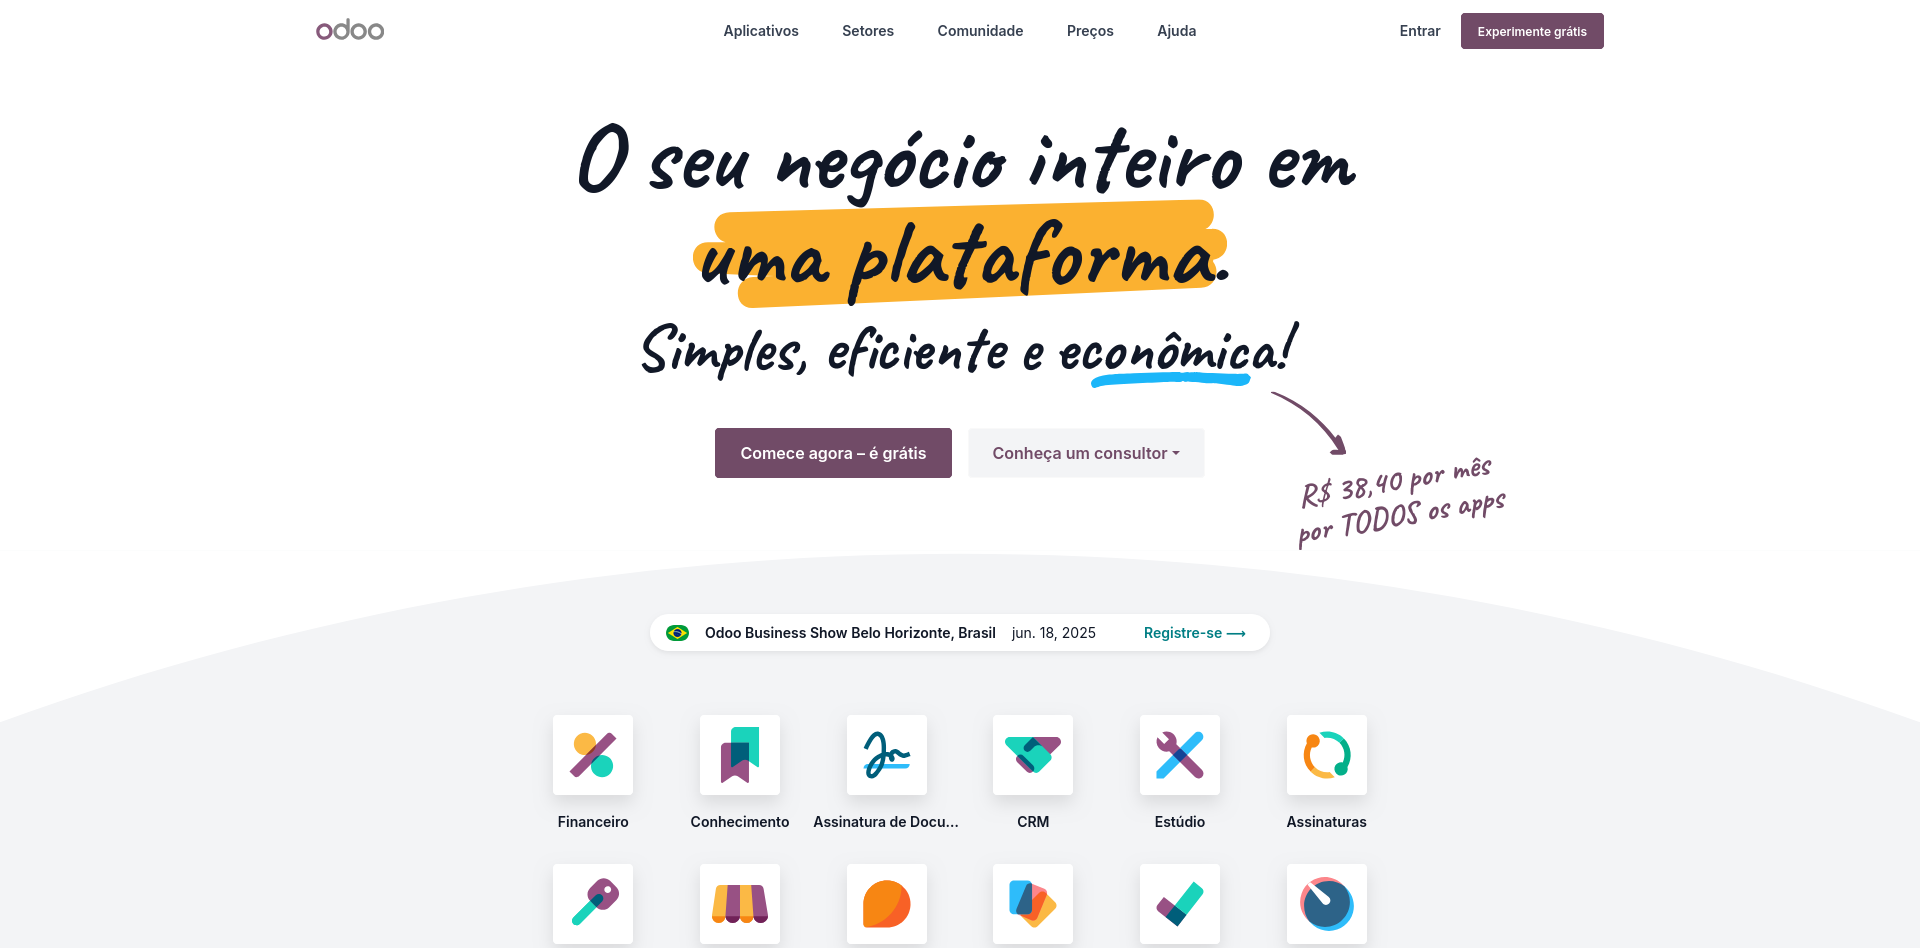 odoo
Aplicativos
Setores
Comunidade
Preços
Ajuda
Entrar
Experimente grátis
O seu negócio inteiro em
uma plataforma.
Simples, eficiente e econômica!
Comece agora – é grátis
Conheça um consultor
R$ 38,40 por mês
por TODOS os apps
Odoo Business Show Belo Horizonte, Brasil jun. 18, 2025 Registre-se ⟶
Financeiro
Conhecimento
Assinatura de Docu...
CRM
Estúdio
Assinaturas